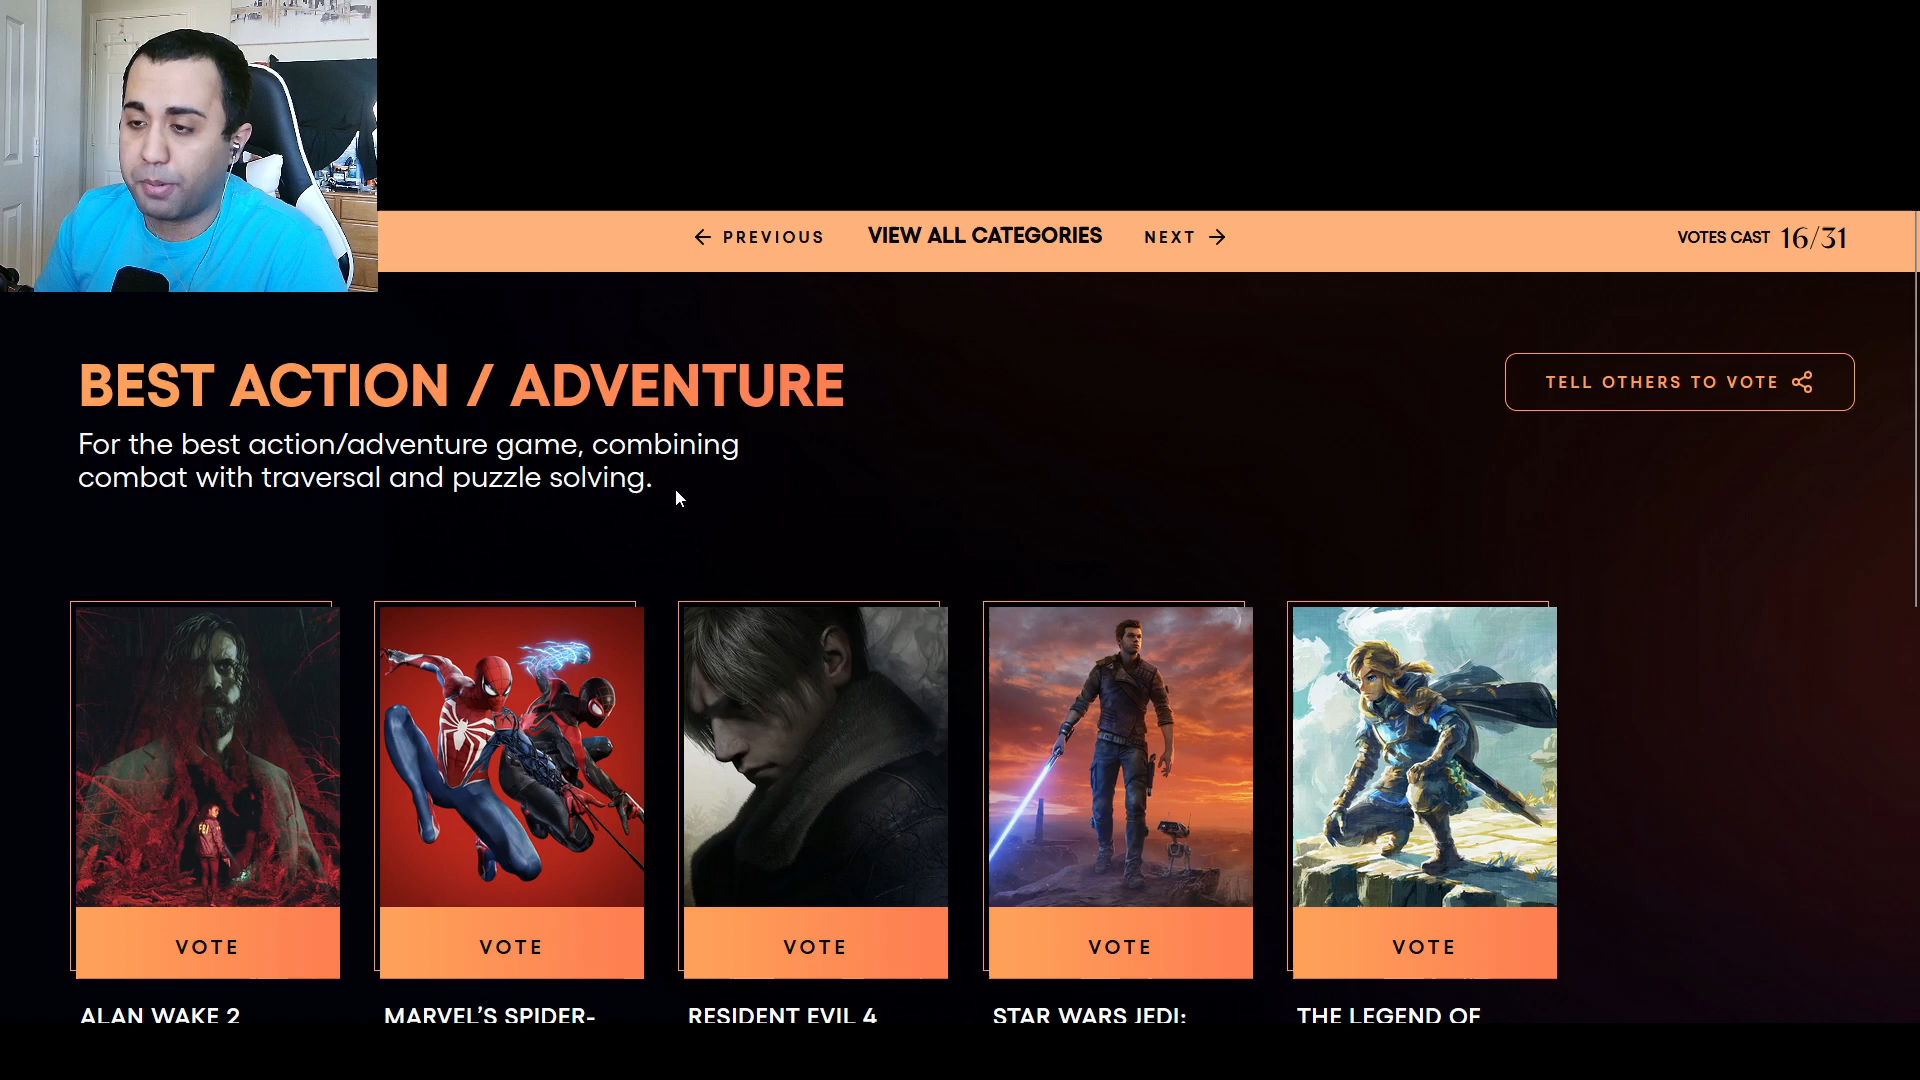 ← PREVIOUS VIEW ALL CATEGORIES NEXT → VOTES CAST 16/31
BEST ACTION / ADVENTURE
TELL OTHERS TO VOTE
For the best action/adventure game, combining
combat with traversal and puzzle solving.
VOTE VOTE VOTE VOTE VOTE
ALAN WAKE 2 MARVEL’S SPIDER- RESIDENT EVIL 4 STAR WARS JEDI: THE LEGEND OF